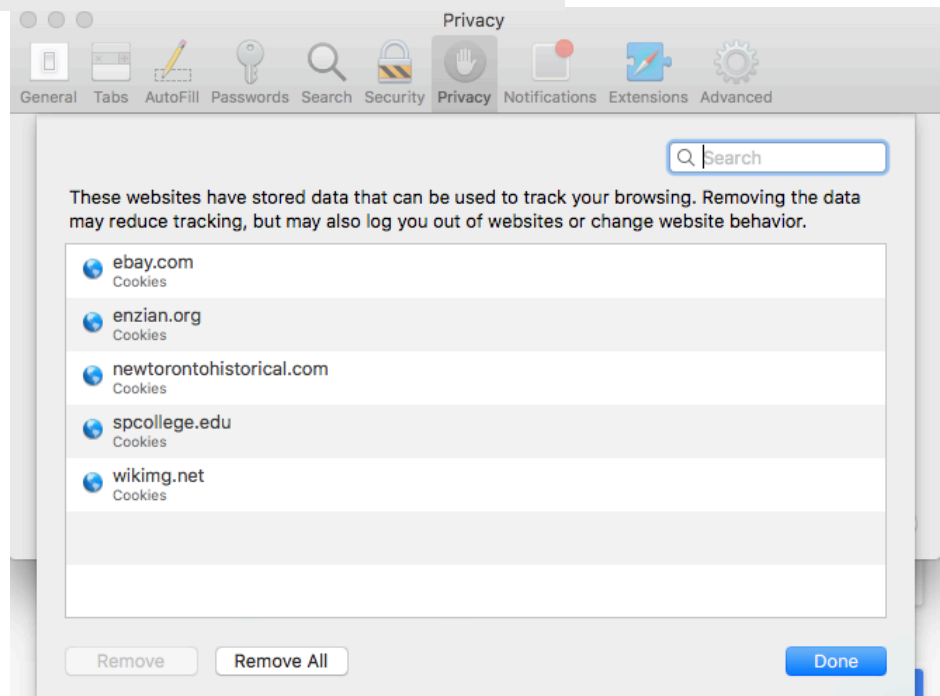 Privacy
General Tabs AutoFill Passwords Search Security Privacy Notifications Extensions Advanced
Search
These websites have stored data that can be used to track your browsing. Removing the data
may reduce tracking, but may also log you out of websites or change website behavior.
ebay.com
Cookies
enzian.org
Cookies
newtorontohistorical.com
Cookies
spcollege.edu
Cookies
wikimg.net
Cookies
Remove Remove All Done